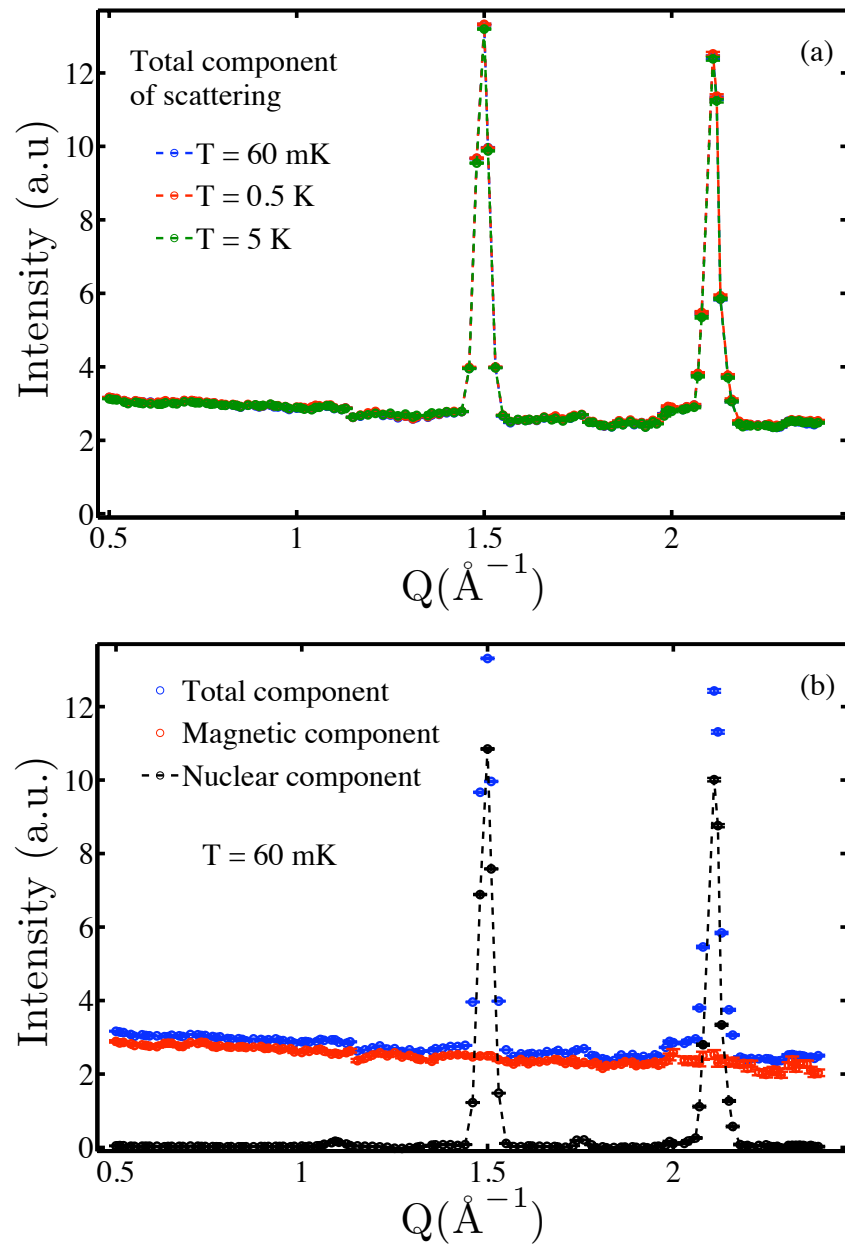 (a)
Total component
of scattering
T = 60 mK
T = 0.5 K
T = 5 K
Intensity (a.u)
12
10
8
6
4
2
0
0.5 1 1.5 2
Q(Å⁻¹)
(b)
Total component
Magnetic component
Nuclear component
T = 60 mK
Intensity (a.u.)
12
10
8
6
4
2
0
0.5 1 1.5 2
Q(Å⁻¹)